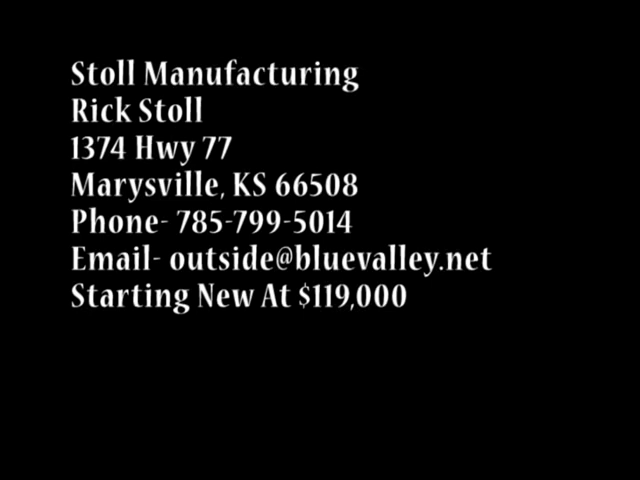 Stoll Manufacturing
Rick Stoll
1374 Hwy 77
Marysville, KS 66508
Phone- 785-799-5014
Email- outside@bluevalley.net
Starting New At $119,000